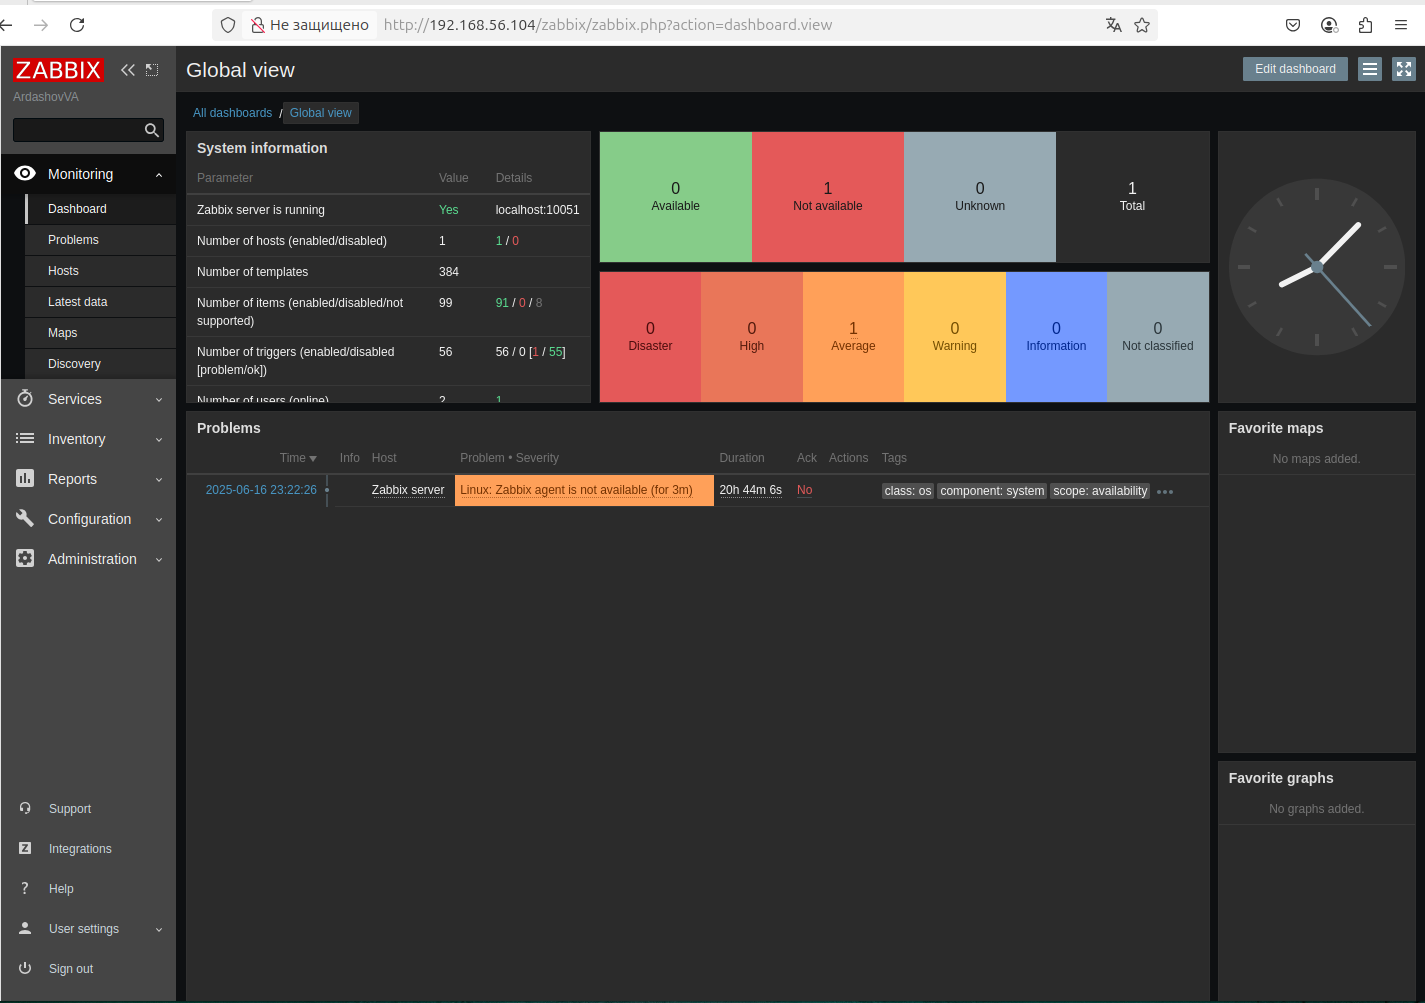 Не защищено http://192.168.56.104/zabbix/zabbix.php?action=dashboard.view
ZABBIX
ArdashovVA
Monitoring
Dashboard
Problems
Hosts
Latest data
Maps
Discovery
Services
Inventory
Reports
Configuration
Administration
Support
Integrations
Help
User settings
Sign out
Global view
Edit dashboard
All dashboards / Global view
System information
Parameter Value Details
Zabbix server is running Yes localhost:10051
Number of hosts (enabled/disabled) 1 1 / 0
Number of templates 384
Number of items (enabled/disabled/not 99 91 / 0 / 8
supported)
Number of triggers (enabled/disabled 56 56 / 0 [1 / 55]
[problem/ok])
Number of users (online) 2 1
0 1 0 1
Available Not available Unknown Total
0 0 1 0 0 0
Disaster High Average Warning Information Not classified
Problems
Time Info Host Problem • Severity Duration Ack Actions Tags
2025-06-16 23:22:26 Zabbix server Linux: Zabbix agent is not available (for 3m) 20h 44m 6s No class: os component: system scope: availability
Favorite maps
No maps added.
Favorite graphs
No graphs added.